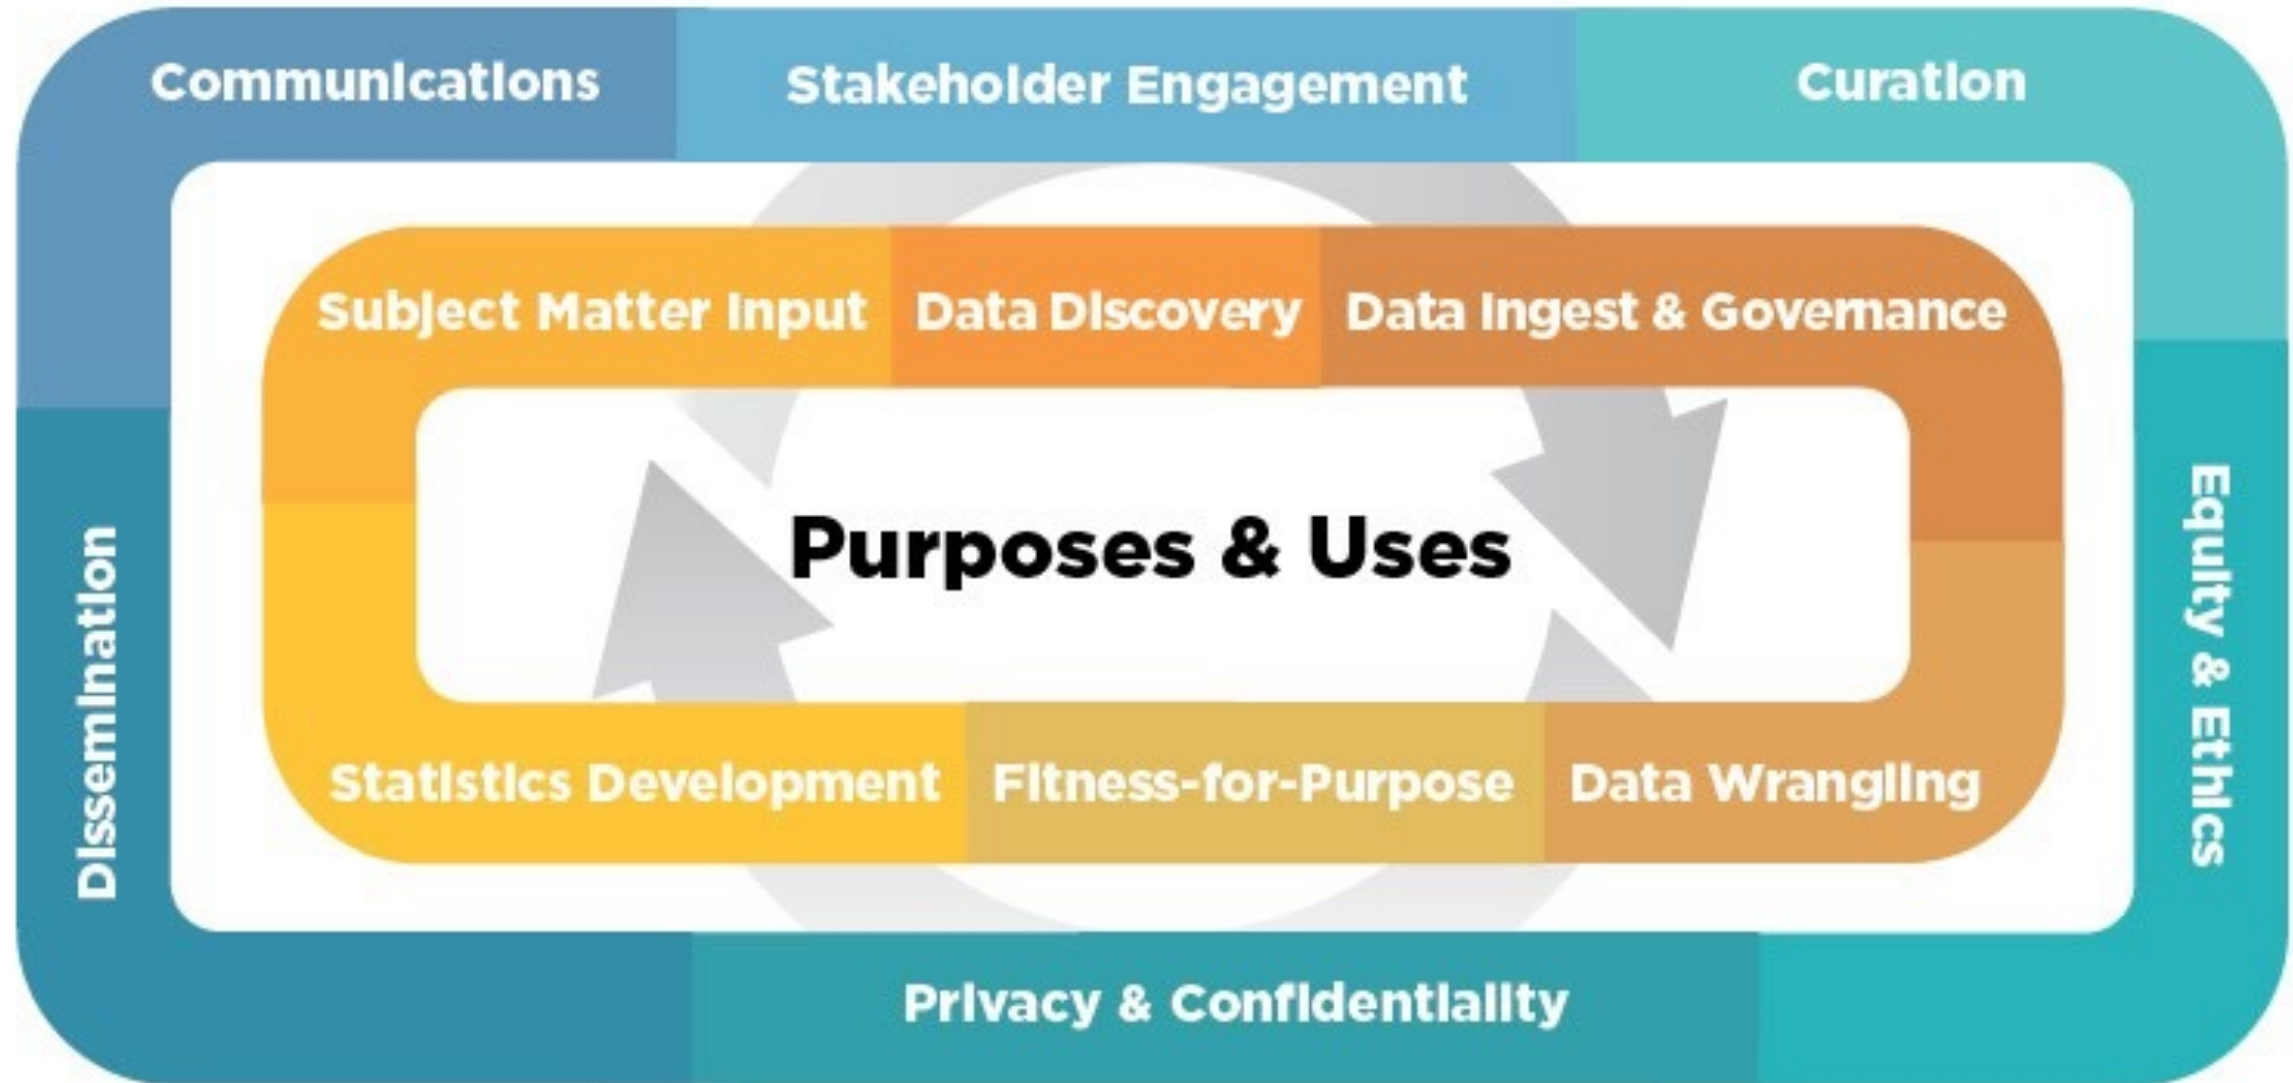 Communications
Stakeholder Engagement
Curation
Subject Matter Input
Data Discovery
Data Ingest & Governance
Purposes & Uses
Dissemination
Equity & Ethics
Statistics Development
Fitness-for-Purpose
Data Wrangling
Privacy & Confidentiality